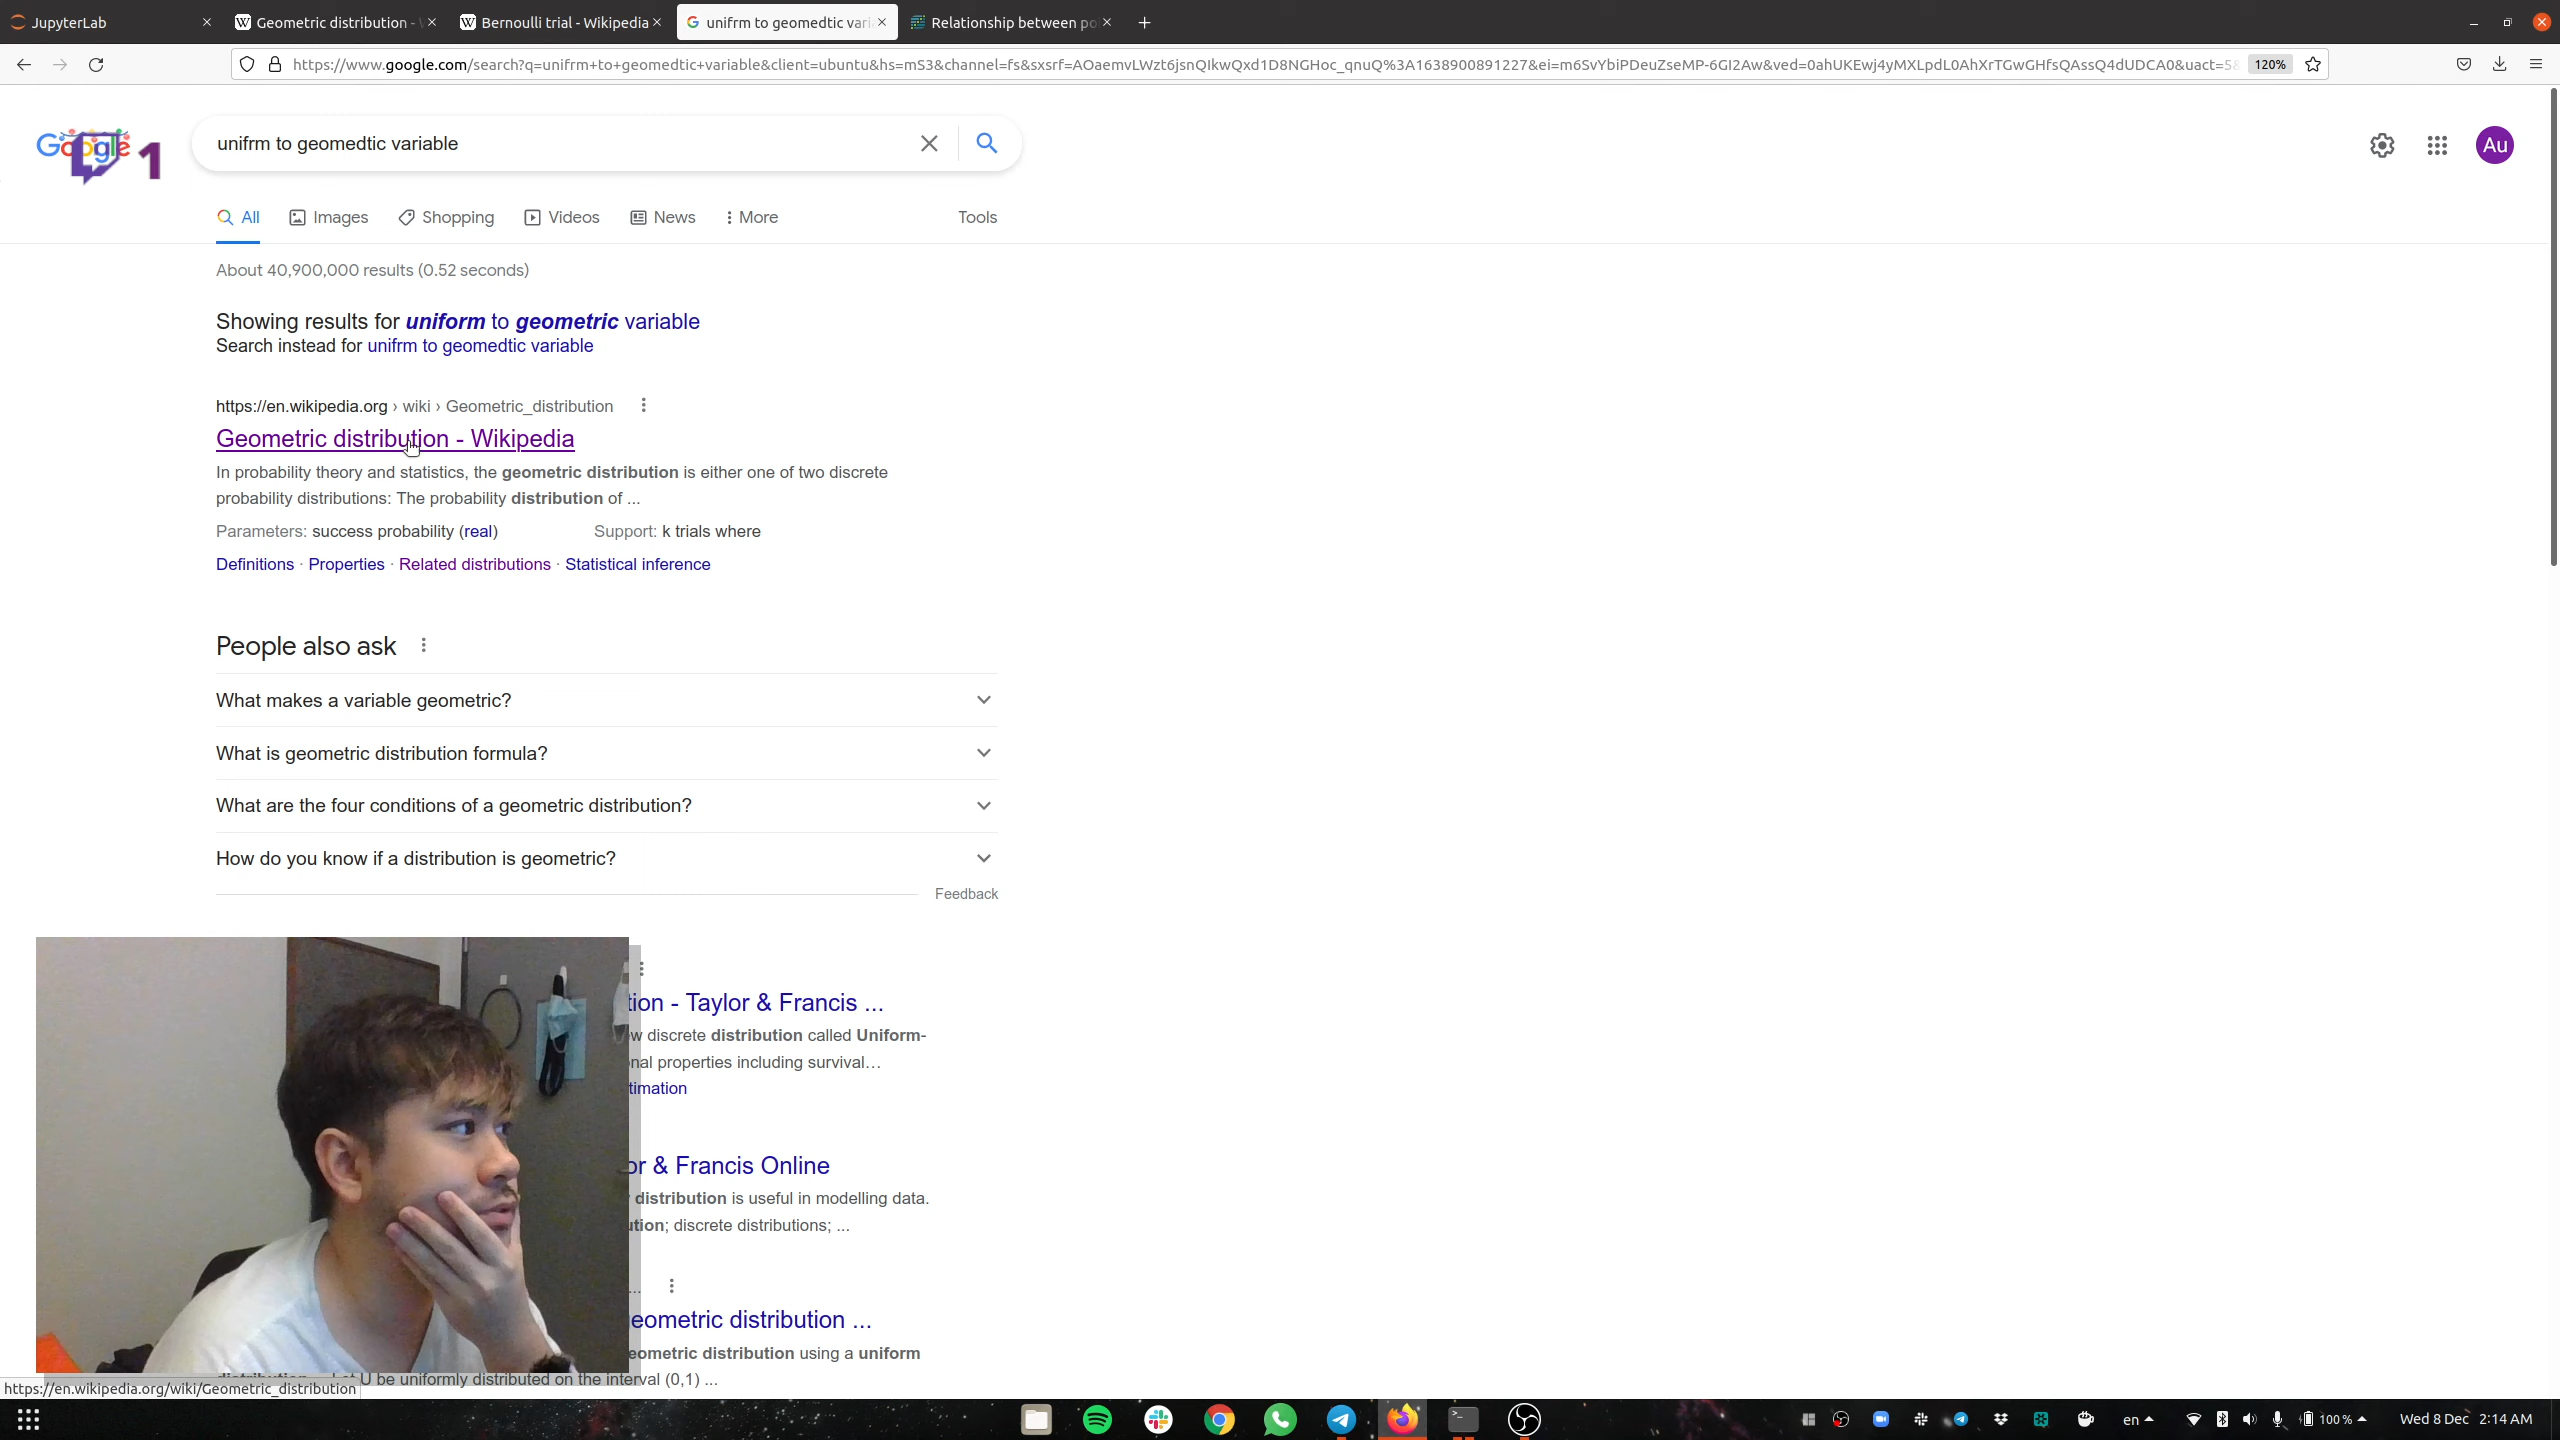 JupyterLab
Geometric distribution -
Bernoulli trial - Wikipedia
unifrm to geomedtic vari
Relationship between po
https://www.google.com/search?q=unifrm+to+geomedtic+variable&client=ubuntu&hs=mS3&channel=fs&sxsrf=AOaemvLWzt6jsnQIkwQxd1D8NGHoc_qnuQ%3A1638900891227&ei=m6SvYbiPDeuZseMP-6GI2Aw&ved=0ahUKEwj4yMXLpdL0AhXrTGwGHfsQAssQ4dUDCA0&uact=5&
120%
Google
1
unifrm to geomedtic variable
Au
All
Images
Shopping
Videos
News
More
Tools
About 40,900,000 results (0.52 seconds)
Showing results for uniform to geometric variable
Search instead for unifrm to geomedtic variable
https://en.wikipedia.org › wiki › Geometric_distribution
Geometric distribution - Wikipedia
In probability theory and statistics, the geometric distribution is either one of two discrete
probability distributions: The probability distribution of ...
Parameters: success probability (real)
Support: k trials where
Definitions · Properties · Related distributions · Statistical inference
People also ask
What makes a variable geometric?
What is geometric distribution formula?
What are the four conditions of a geometric distribution?
How do you know if a distribution is geometric?
Feedback
tion - Taylor & Francis ...
w discrete distribution called Uniform-
nal properties including survival...
timation
or & Francis Online
distribution is useful in modelling data.
ution; discrete distributions; ...
...
eometric distribution ...
eometric distribution using a uniform
U be uniformly distributed on the interval (0,1) ...
https://en.wikipedia.org/wiki/Geometric_distribution
en
100 %
Wed 8 Dec 2:14 AM